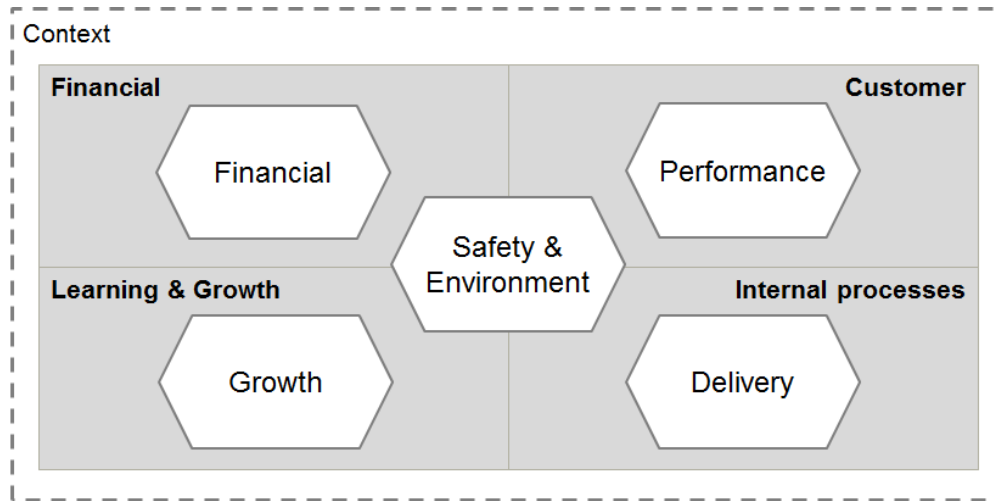 Context
Financial
Customer
Financial
Performance
Safety &
Environment
Learning & Growth
Internal processes
Growth
Delivery